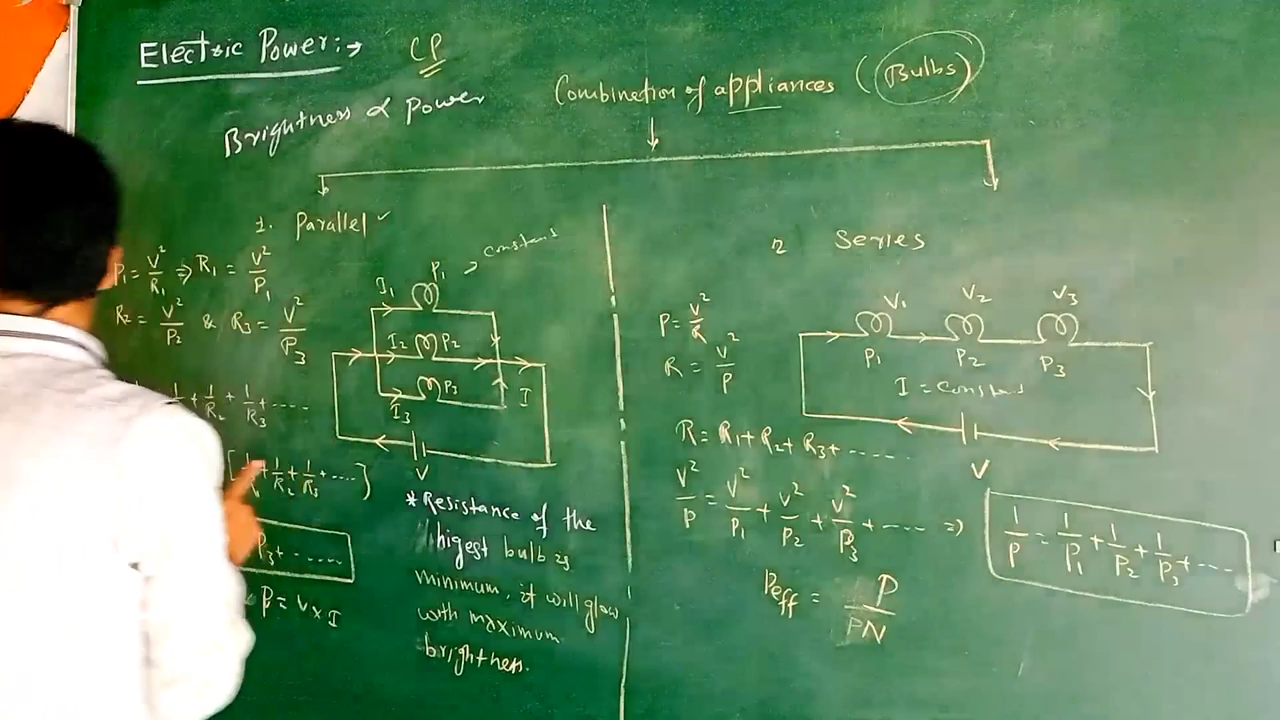 Electric Power:→ CP
Brightness α power
Combination of appliances (Bulbs)
1. Parallel ✓
P₁ = V²/R₁ ⇒ R₁ = V²/P₁
R₂ = V²/P₂ & R₃ = V²/P₃
+ 1/R₂ + 1/R₃ + ....
+ 1/R₂ + 1/R₃ + ....]
P₃ + .....
P = V × I
P₁ → constant
I₁
I₂ P₂
P₃
I₃
I
V
* Resistance of the
higest bulb is
minimum, it will glow
with maximum
brightness.
2 Series
P = V²/R
R = V²/P
V₁ V₂ V₃
P₁ P₂ P₃
I = Constant
V
R = R₁ + R₂ + R₃ + ......
V²/P = V²/P₁ + V²/P₂ + V²/P₃ + ..... ⇒
1/P = 1/P₁ + 1/P₂ + 1/P₃ + ....
Peff = P/PN